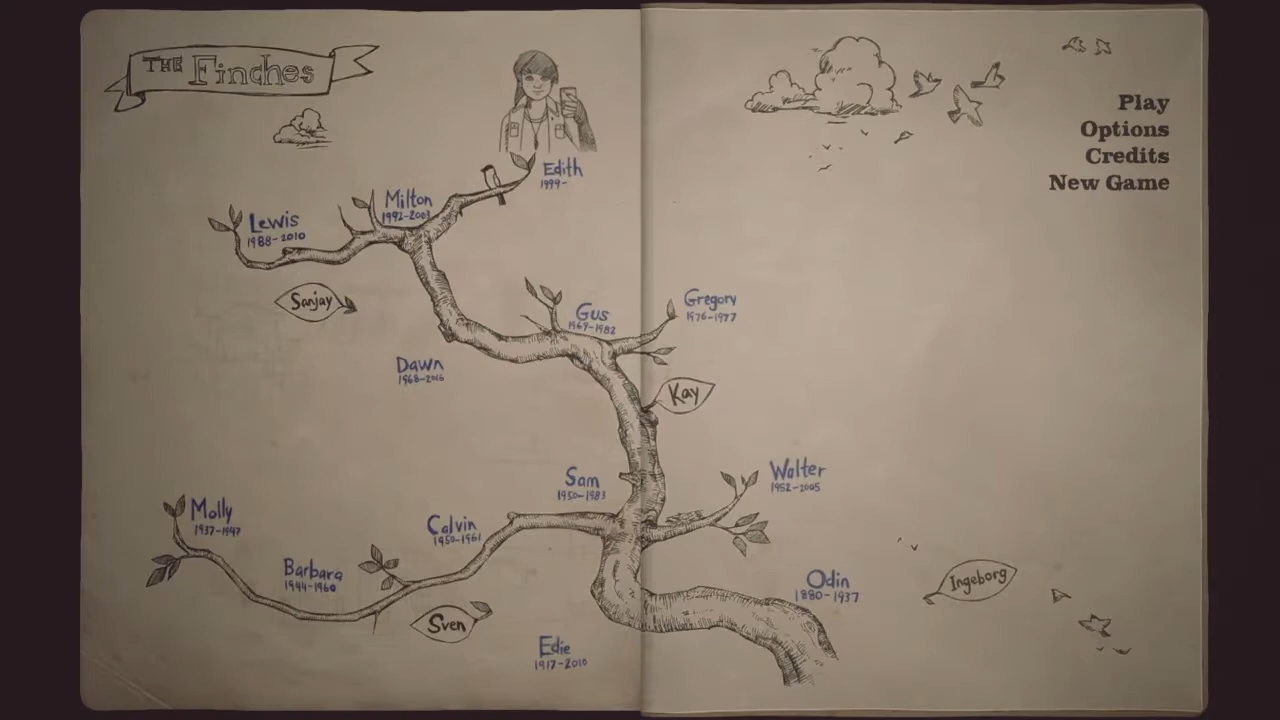 THE Finches
Edith
1999-
Milton
1992-2003
Lewis
1988-2010
Sanjay
Gus
1969-1982
Gregory
1976-1977
Dawn
1968-2016
Kay
Sam
1950-1983
Walter
1952-2005
Molly
1937-1947
Calvin
1950-1961
Barbara
1944-1960
Sven
Odin
1880-1937
Ingeborg
Edie
1917-2010
Play
Options
Credits
New Game